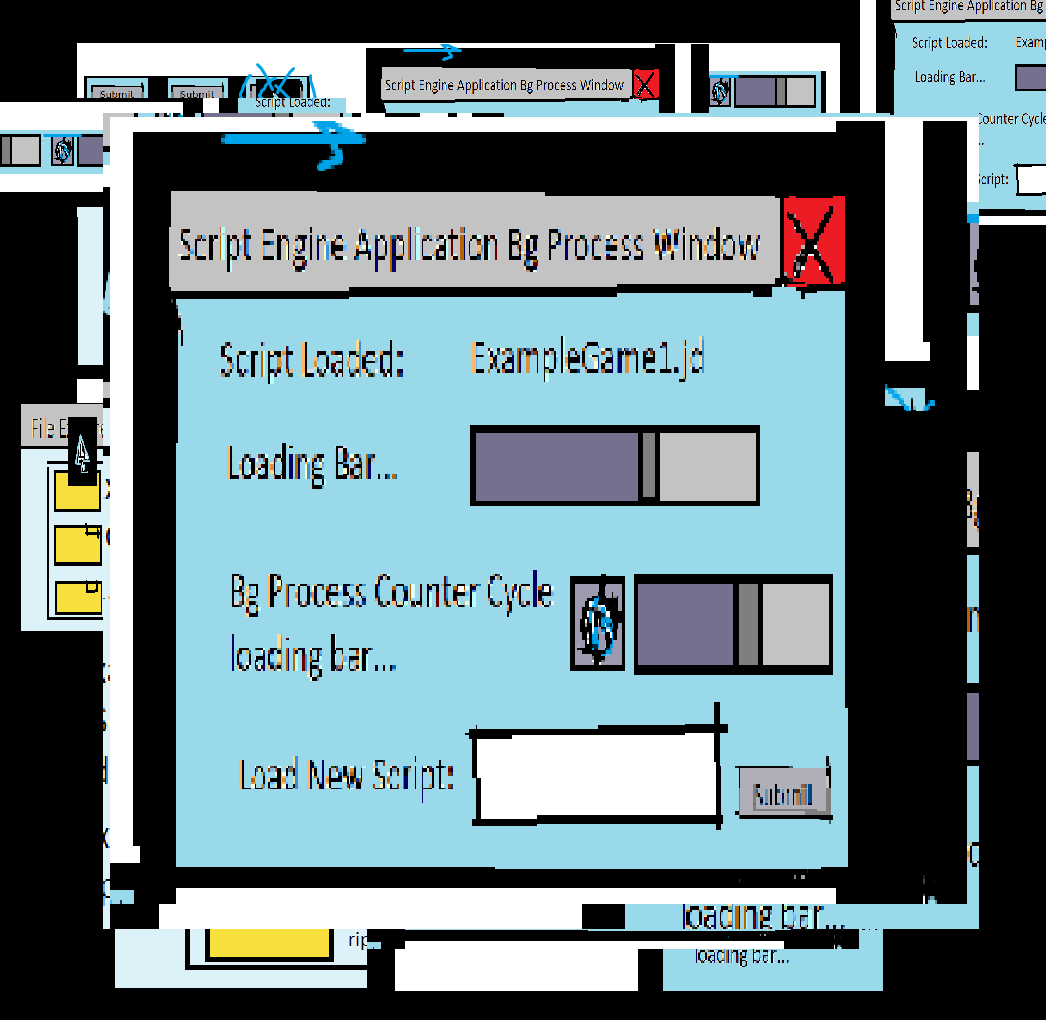 Script Engine Application Bg
Script Loaded:
Loading Bar...
Submit
Submit
Script Loaded:
Script Engine Application Bg Process Window
Script Engine Application Bg Process Window
Script Loaded: ExampleGame1.jd
Loading Bar...
Bg Process Counter Cycle
loading bar...
Load New Script:
Submit
File
loading bar...
loading bar...